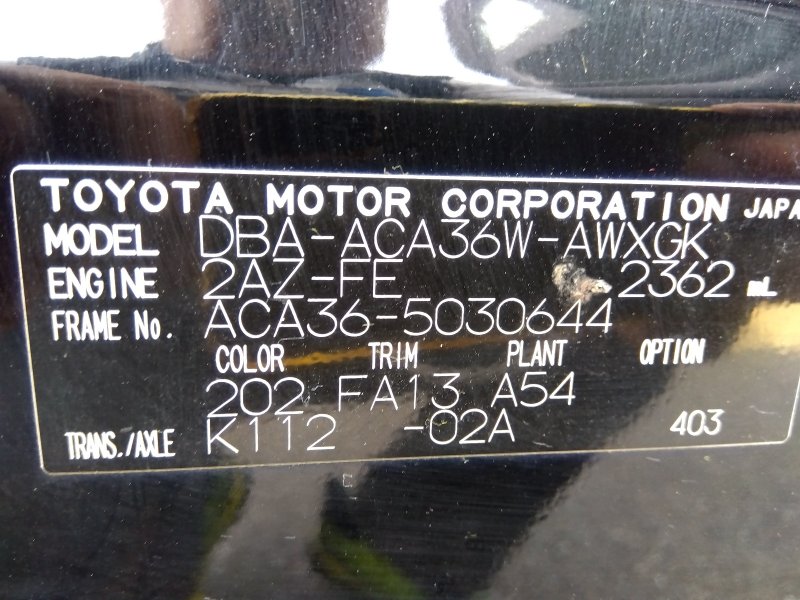 TOYOTA MOTOR CORPORATION JAPA
MODEL DBA-ACA36W-AWXGK
ENGINE 2AZ-FE 2362 mL
FRAME No. ACA36-5030644
COLOR TRIM PLANT OPTION
202 FA13 A54
TRANS./AXLE K112 -02A 403